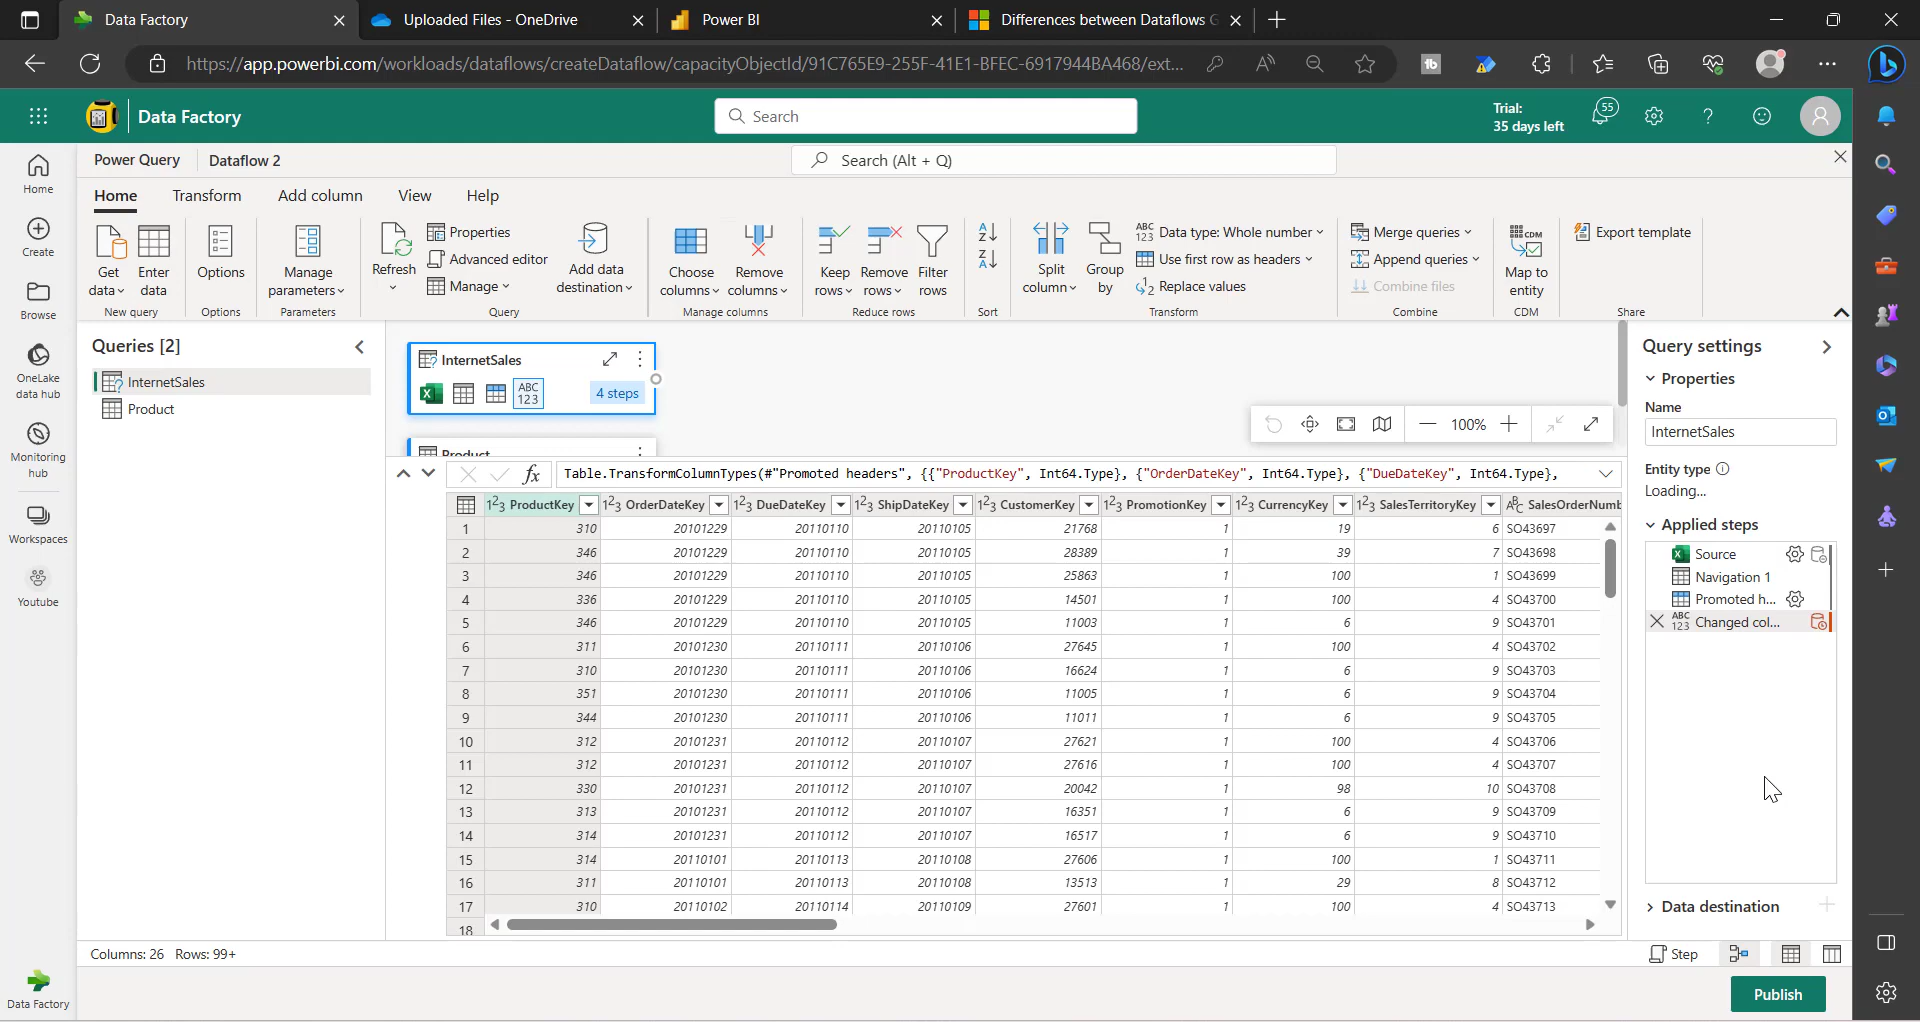 Data Factory
Uploaded Files - OneDrive
Power BI
Differences between Dataflows G
https://app.powerbi.com/workloads/dataflows/createDataflow/capacityObjectId/91C765E9-255F-41E1-BFEC-6917944BA468/ext...
Data Factory
Search
Trial:
35 days left
55
Power Query
Dataflow 2
Search (Alt + Q)
Home
Transform
Add column
View
Help
Get data
Enter data
New query
Options
Options
Manage parameters
Parameters
Refresh
Properties
Advanced editor
Manage
Add data destination
Query
Choose columns
Remove columns
Manage columns
Keep rows
Remove rows
Filter rows
Reduce rows
Sort
Split column
Group by
Data type: Whole number
Use first row as headers
Replace values
Transform
Merge queries
Append queries
Combine files
Combine
CDM
Map to entity
CDM
Export template
Share
Home
Create
Browse
OneLake data hub
Monitoring hub
Workspaces
Youtube
Data Factory
Queries [2]
InternetSales
Product
InternetSales
ABC 123
4 steps
Product
100%
fx
Table.TransformColumnTypes(#"Promoted headers", {{"ProductKey", Int64.Type}, {"OrderDateKey", Int64.Type}, {"DueDateKey", Int64.Type},
ProductKey OrderDateKey DueDateKey ShipDateKey CustomerKey PromotionKey CurrencyKey SalesTerritoryKey SalesOrderNumb
1 310 20101229 20110110 20110105 21768 1 19 6 SO43697
2 346 20101229 20110110 20110105 28389 1 39 7 SO43698
3 346 20101229 20110110 20110105 25863 1 100 1 SO43699
4 336 20101229 20110110 20110105 14501 1 100 4 SO43700
5 346 20101229 20110110 20110105 11003 1 6 9 SO43701
6 311 20101230 20110111 20110106 27645 1 100 4 SO43702
7 310 20101230 20110111 20110106 16624 1 6 9 SO43703
8 351 20101230 20110111 20110106 11005 1 6 9 SO43704
9 344 20101230 20110111 20110106 11011 1 6 9 SO43705
10 312 20101231 20110112 20110107 27621 1 100 4 SO43706
11 312 20101231 20110112 20110107 27616 1 100 4 SO43707
12 330 20101231 20110112 20110107 20042 1 98 10 SO43708
13 313 20101231 20110112 20110107 16351 1 6 9 SO43709
14 314 20101231 20110112 20110107 16517 1 6 9 SO43710
15 314 20110101 20110113 20110108 27606 1 100 1 SO43711
16 311 20110101 20110113 20110108 13513 1 29 8 SO43712
17 310 20110102 20110114 20110109 27601 1 100 4 SO43713
18
Query settings
Properties
Name
InternetSales
Entity type
Loading...
Applied steps
Source
Navigation 1
Promoted h...
Changed col...
Data destination
Columns: 26 Rows: 99+
Step
Publish